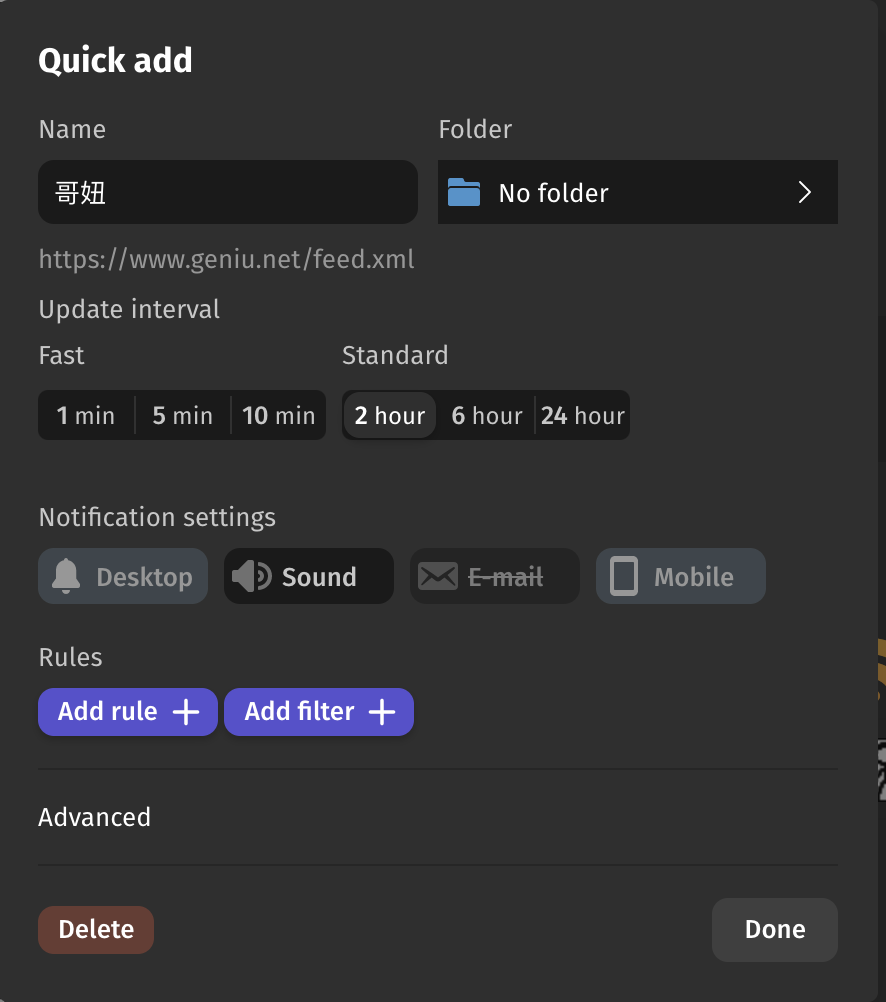 Quick add
Name
Folder
哥妞
No folder
https://www.geniu.net/feed.xml
Update interval
Fast
Standard
1 min 5 min 10 min
2 hour 6 hour 24 hour
Notification settings
Desktop Sound E-mail Mobile
Rules
Add rule Add filter
Advanced
Delete
Done